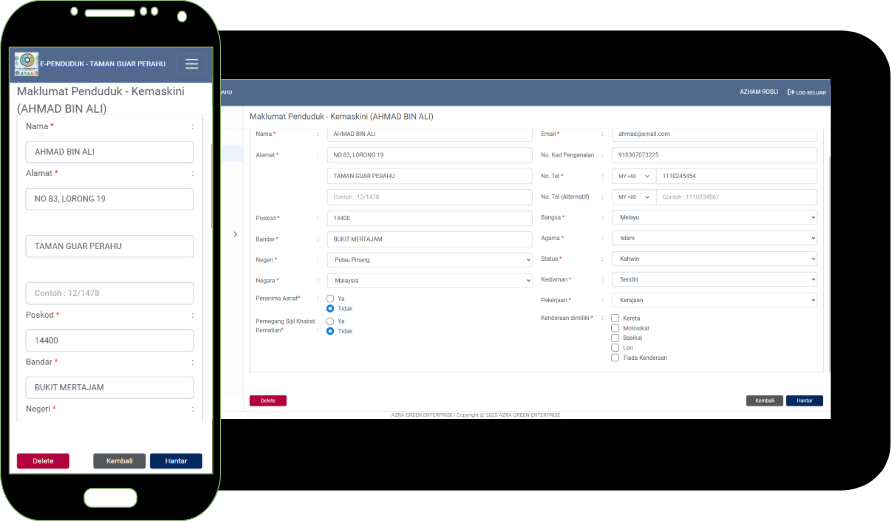 E-PENDUDUK - TAMAN GUAR PERAHU
Maklumat Penduduk - Kemaskini
(AHMAD BIN ALI)
Nama * :
AHMAD BIN ALI
Alamat * :
NO 83, LORONG 19
TAMAN GUAR PERAHU
Contoh : 12/1478
Poskod * :
14400
Bandar * :
BUKIT MERTAJAM
Negeri * :
Delete Kembali Hantar
AHU AZHAM ROSLI LOG KELUAR
Maklumat Penduduk - Kemaskini (AHMAD BIN ALI)
Nama * : AHMAD BIN ALI
Alamat * : NO 83, LORONG 19
TAMAN GUAR PERAHU
Contoh : 12/1478
Poskod * : 14400
Bandar * : BUKIT MERTAJAM
Negeri * : Pulau Pinang
Negara * : Malaysia
Penerima Asnaf* : Ya
Tidak
Pemegang Sijil Khairat : Ya
Kematian* : Tidak
Email * : ahmad@email.com
No. Kad Pengenalan : 910307073225
No. Tel * : MY +60 1110245454
No. Tel (Alternatif) : MY +60 Contoh : 1110234567
Bangsa * : Melayu
Agama * : Islam
Status * : Kahwin
Kediaman * : Sendiri
Pekerjaan * : Kerajaan
Kenderaan dimiliki * : Kereta
Motosikal
Basikal
Lori
Tiada Kenderaan
Delete Kembali Hantar
AZRA GREEN ENTERPRISE | Copyright @ 2025 AZRA GREEN ENTERPRISE